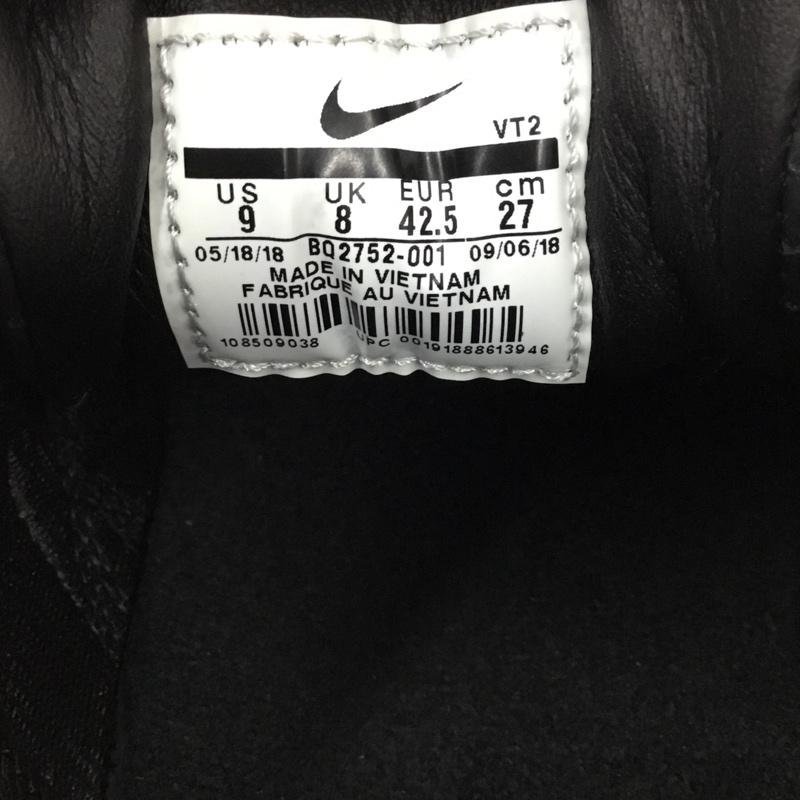 VT2
US UK EUR cm
9 8 42.5 27
05/18/18 BQ2752-001 09/06/18
MADE IN VIETNAM
FABRIQUE AU VIETNAM
108509038 UPC 00191888613946